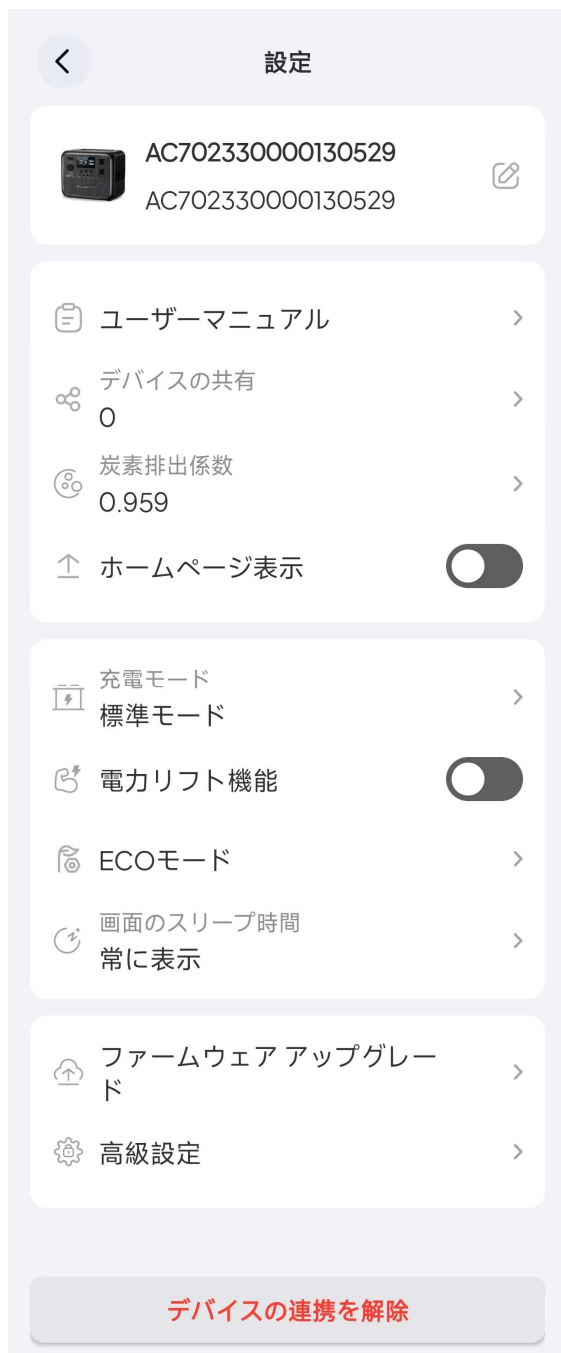 設定
AC702330000130529
AC702330000130529
ユーザーマニュアル
デバイスの共有
0
炭素排出係数
0.959
ホームページ表示
充電モード
標準モード
電力リフト機能
ECOモード
画面のスリープ時間
常に表示
ファームウェア アップグレー
ド
高級設定
デバイスの連携を解除